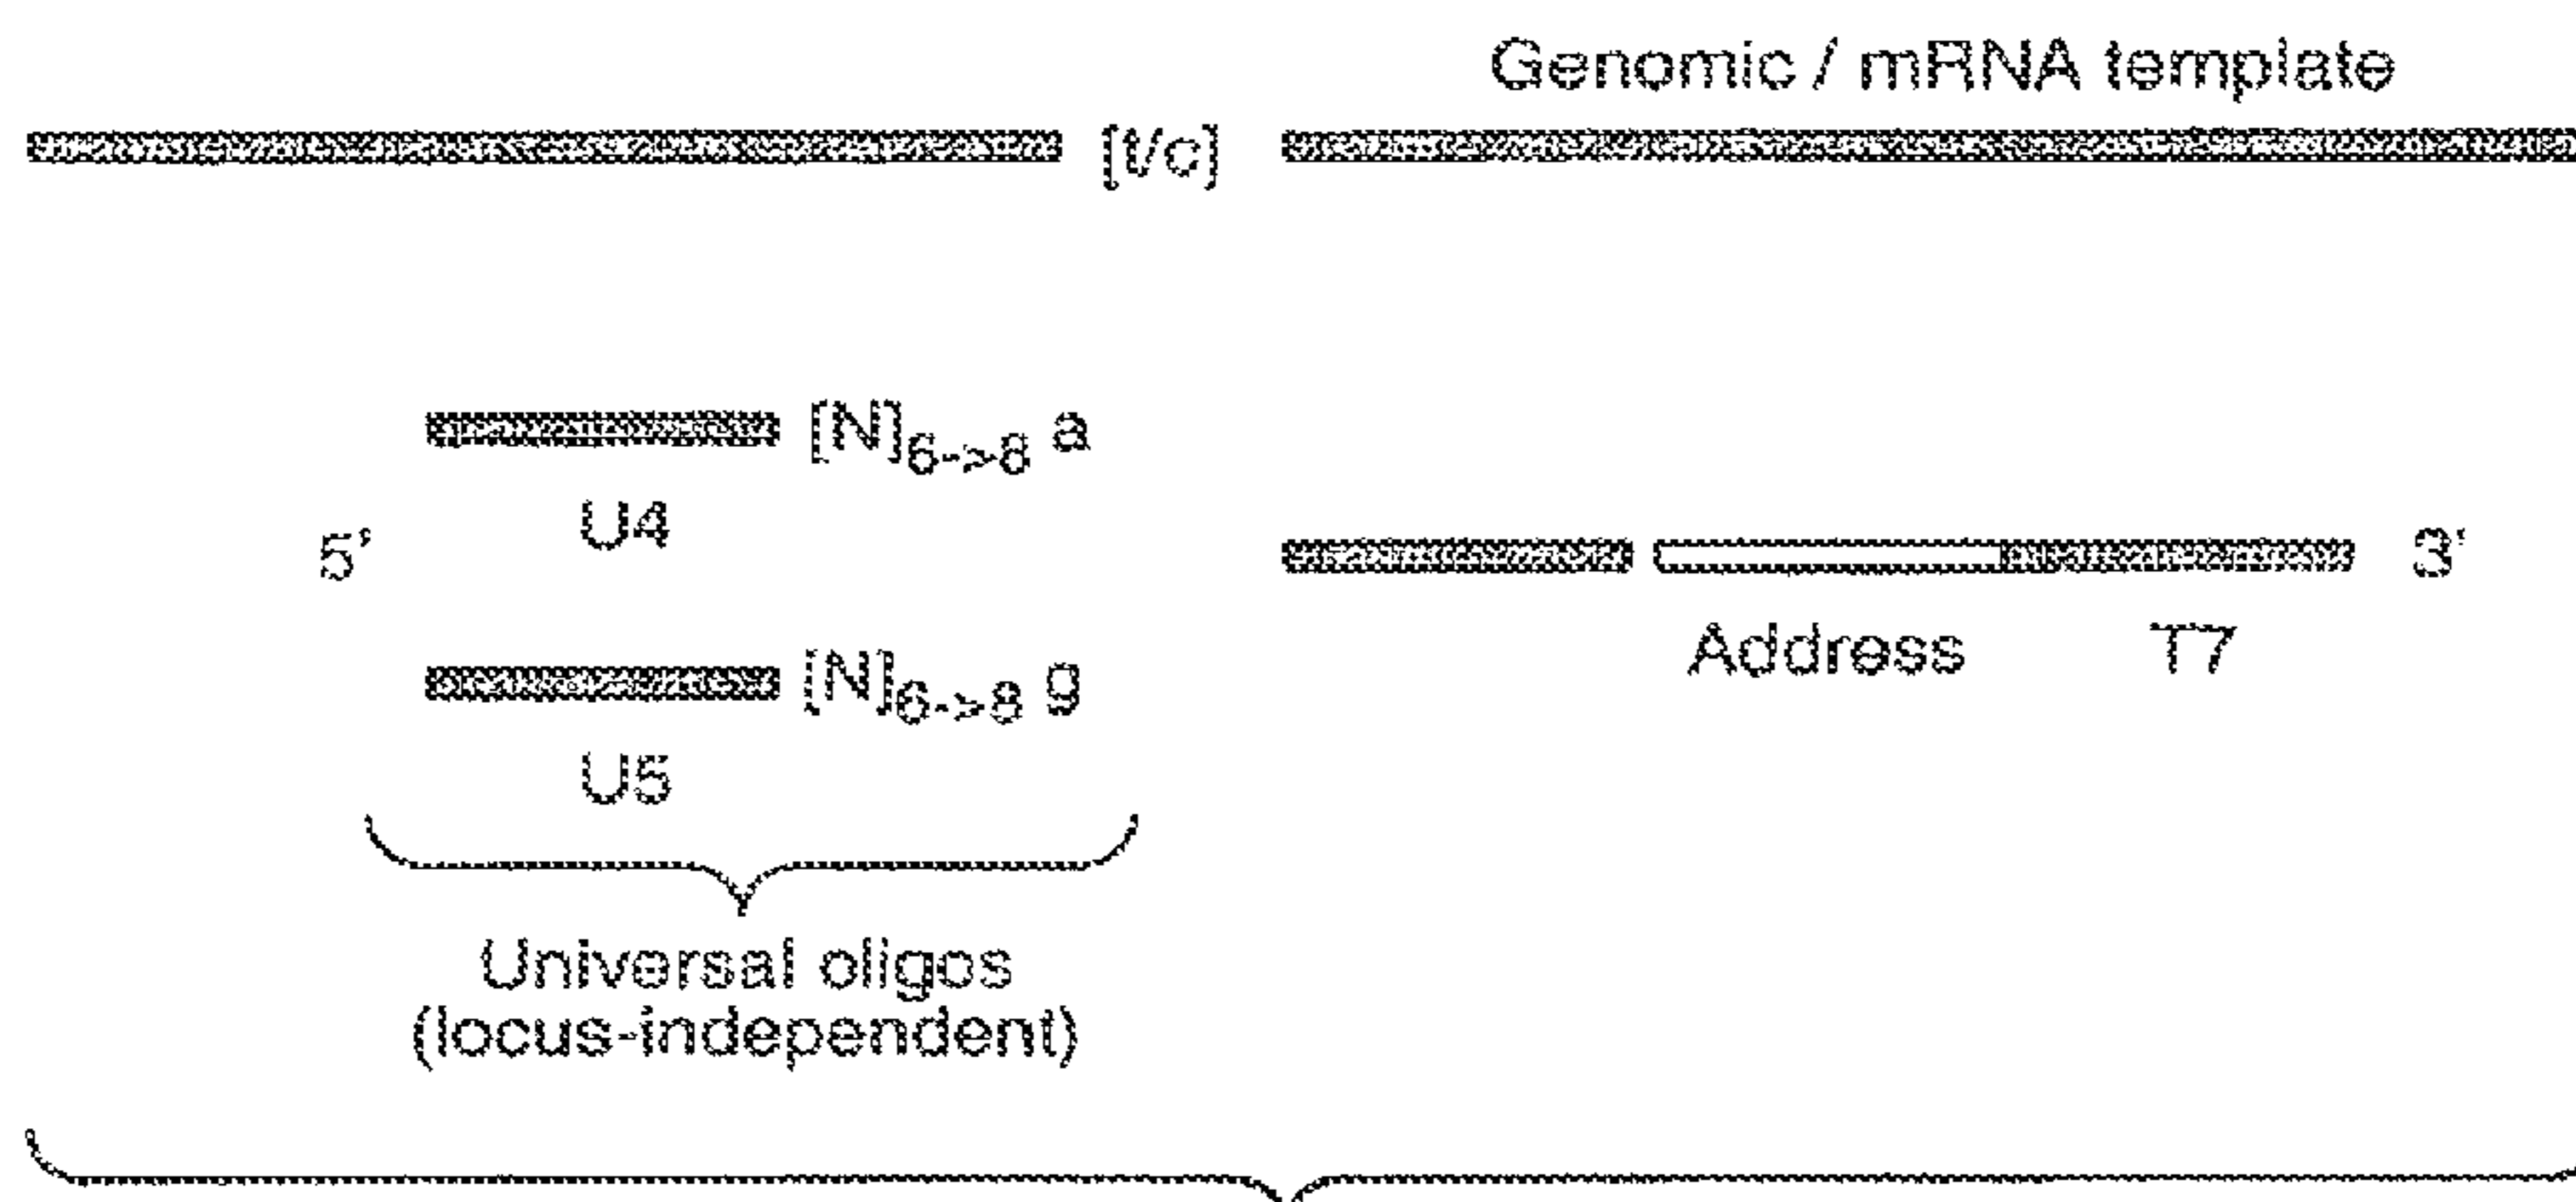 Genomic / mRNA template
[t/c]
[N]6->8 a
U4
5'
3'
Address T7
[N]6->8 g
U5
Universal oligos
(locus-independent)